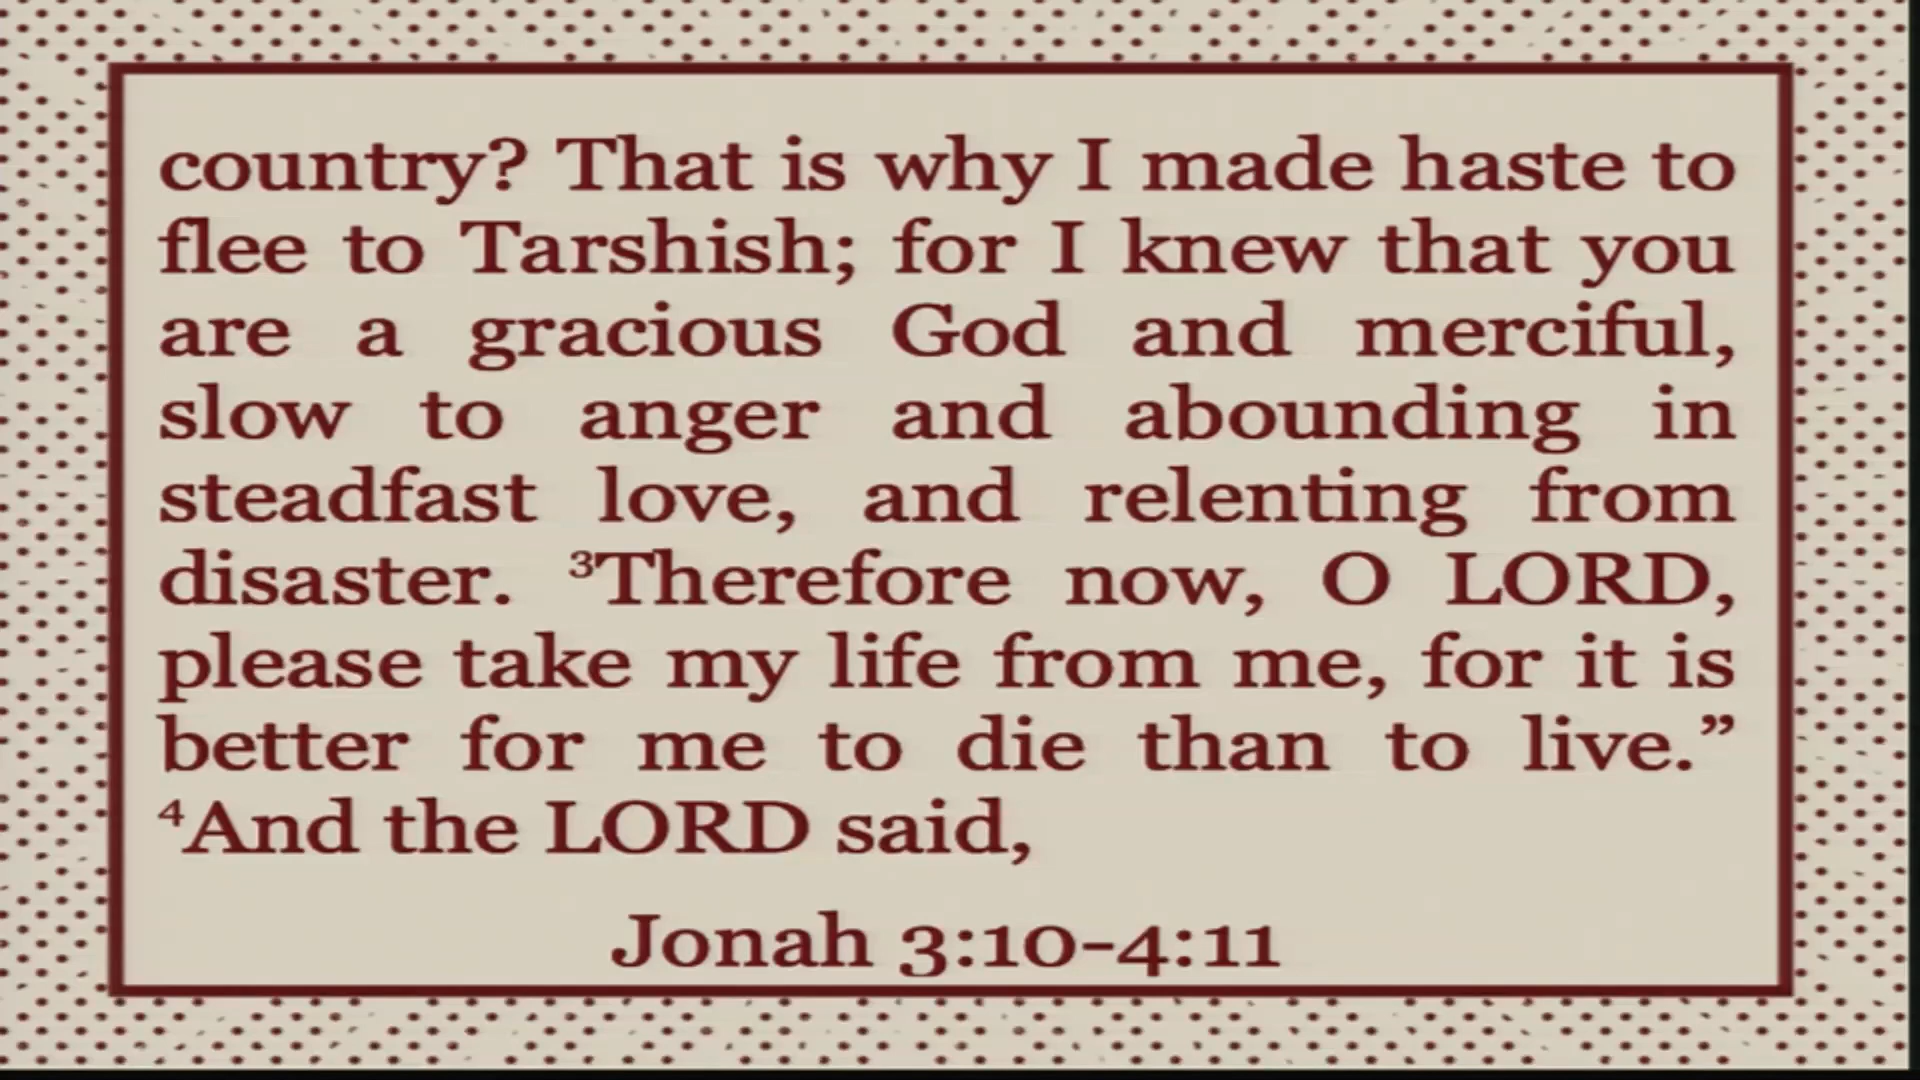 country? That is why I made haste to
flee to Tarshish; for I knew that you
are a gracious God and merciful,
slow to anger and abounding in
steadfast love, and relenting from
disaster. ³Therefore now, O LORD,
please take my life from me, for it is
better for me to die than to live.”
⁴And the LORD said,
Jonah 3:10-4:11